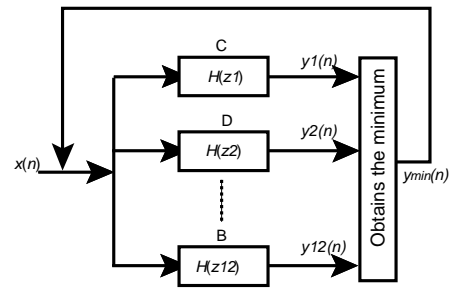 C
H(z1)
y1(n)
D
H(z2)
y2(n)
x(n)
Obtains the minimum
ymin(n)
B
H(z12)
y12(n)